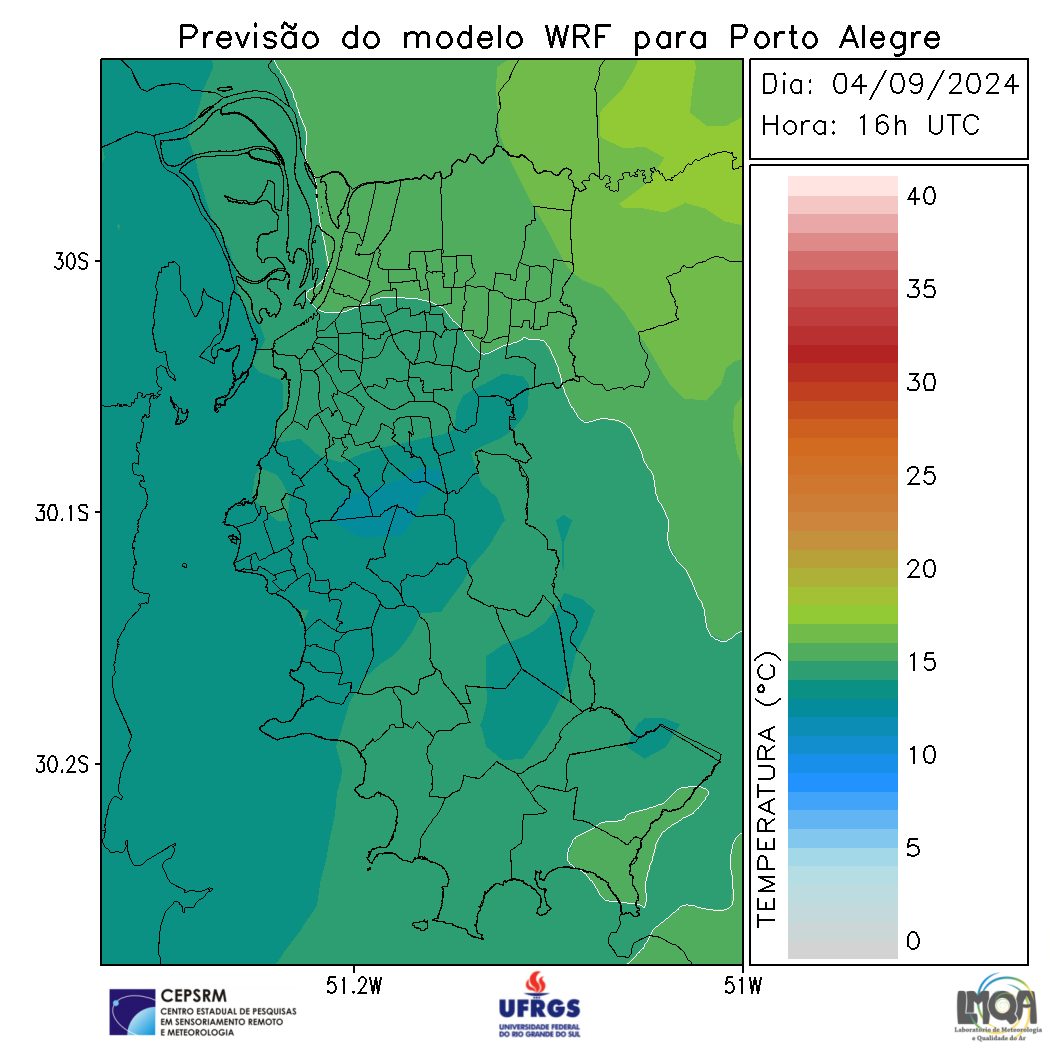 Previsão do modelo WRF para Porto Alegre
Dia: 04/09/2024
Hora: 16h UTC
40
35
30
25
20
15
10
5
0
TEMPERATURA (°C)
30S
30.1S
30.2S
51.2W
51W
CEPSRM
CENTRO ESTADUAL DE PESQUISAS
EM SENSORIAMENTO REMOTO
E METEOROLOGIA
UFRGS
UNIVERSIDADE FEDERAL
DO RIO GRANDE DO SUL
LMQA
Laboratório de Meteorologia
e Qualidade do Ar